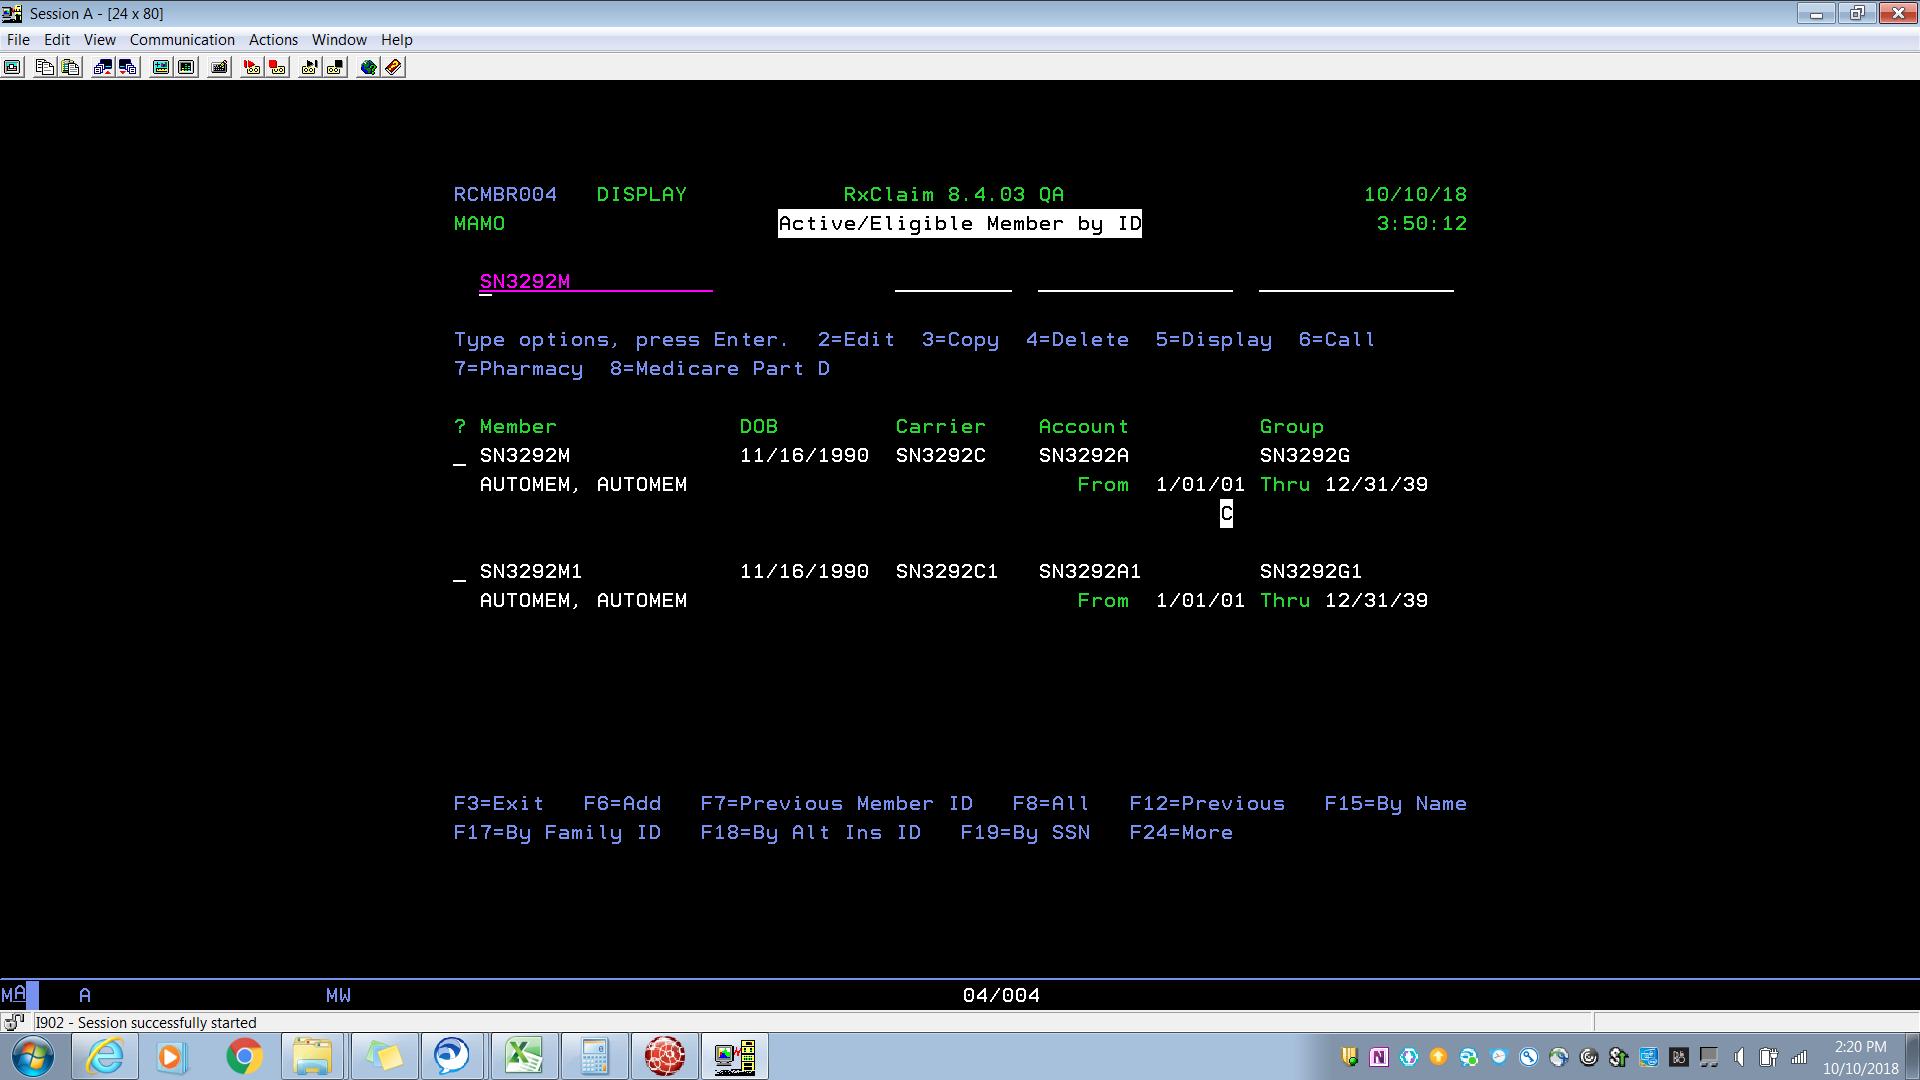 Session A - [24 x 80]
File Edit View Communication Actions Window Help
RCMBR004 DISPLAY RxClaim 8.4.03 QA 10/10/18
MAMO Active/Eligible Member by ID 3:50:12
SN3292M
Type options, press Enter. 2=Edit 3=Copy 4=Delete 5=Display 6=Call
7=Pharmacy 8=Medicare Part D
? Member DOB Carrier Account Group
_ SN3292M 11/16/1990 SN3292C SN3292A SN3292G
AUTOMEM, AUTOMEM From 1/01/01 Thru 12/31/39
C
_ SN3292M1 11/16/1990 SN3292C1 SN3292A1 SN3292G1
AUTOMEM, AUTOMEM From 1/01/01 Thru 12/31/39
F3=Exit F6=Add F7=Previous Member ID F8=All F12=Previous F15=By Name
F17=By Family ID F18=By Alt Ins ID F19=By SSN F24=More
MA A MW 04/004
I902 - Session successfully started
2:20 PM
10/10/2018